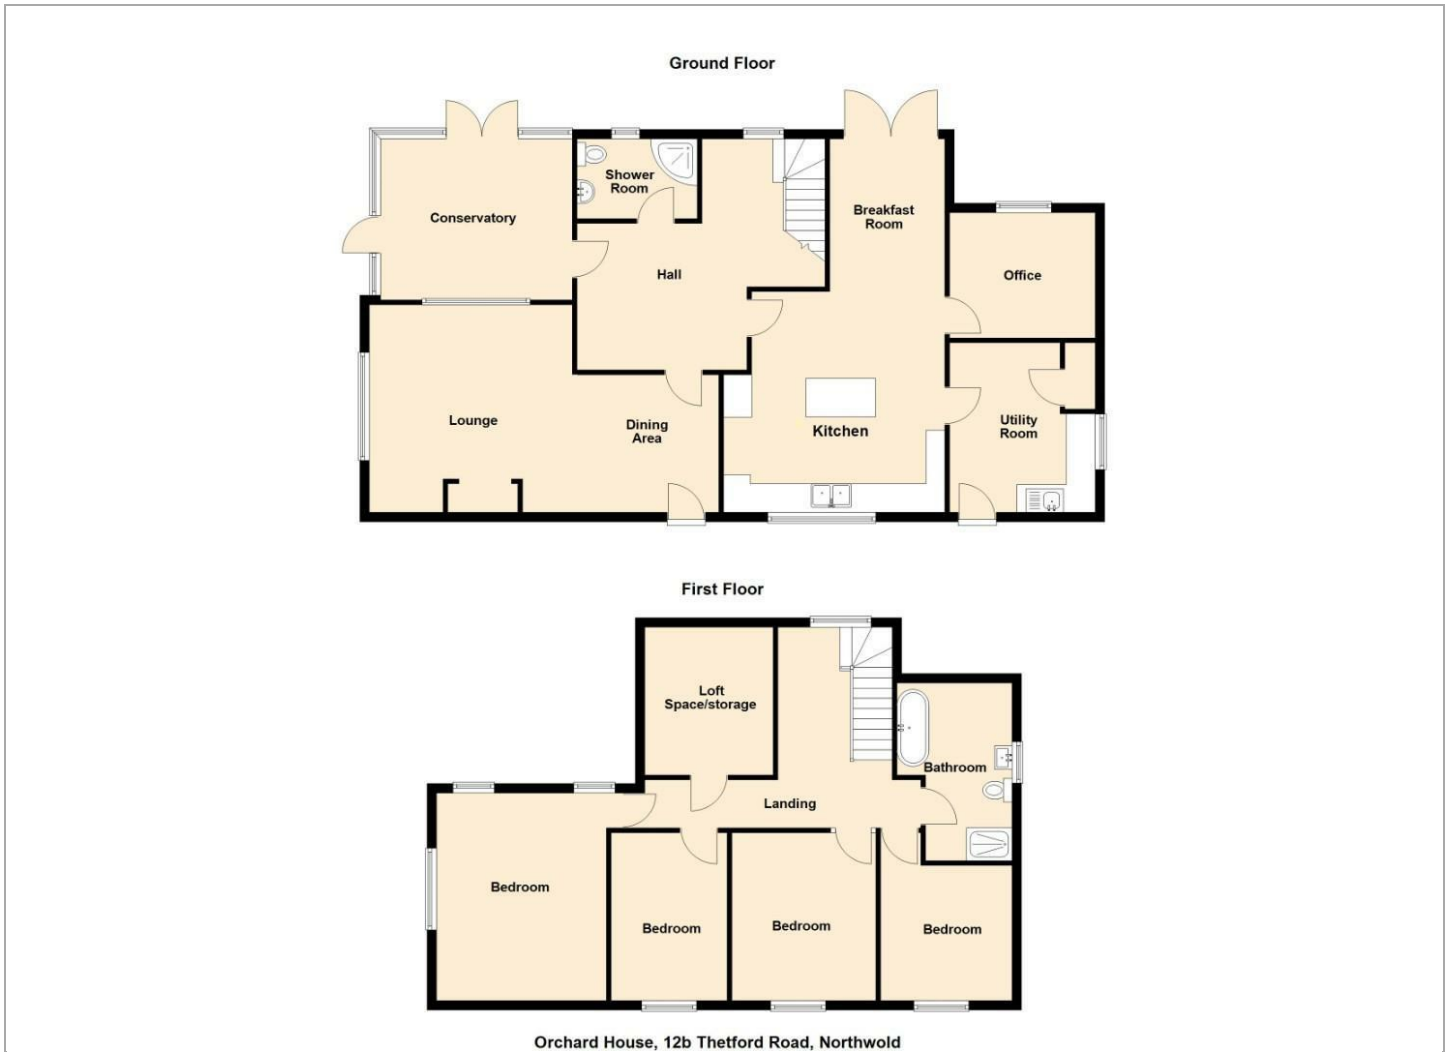 Ground Floor
Conservatory
Shower
Room
Hall
Breakfast
Room
Office
Lounge
Dining
Area
Kitchen
Utility
Room
First Floor
Loft
Space/storage
Bathroom
Landing
Bedroom
Bedroom
Bedroom
Bedroom
Orchard House, 12b Thetford Road, Northwold